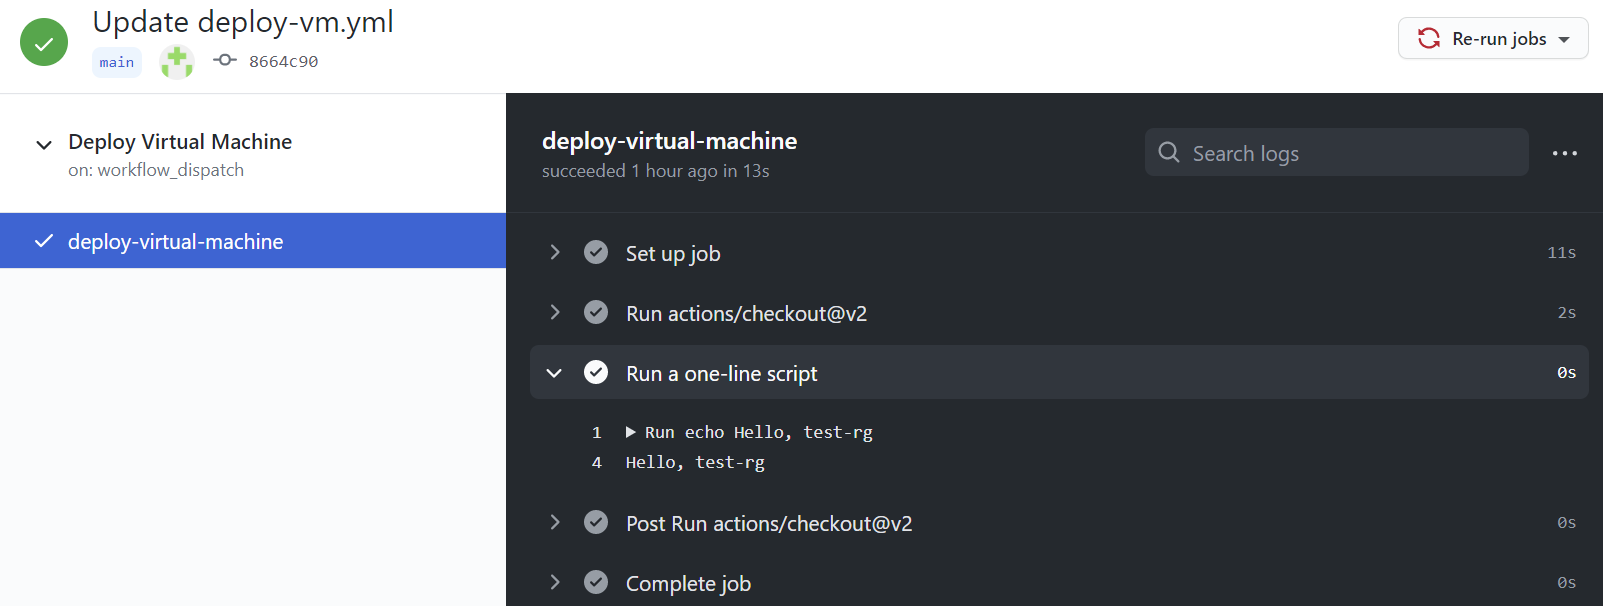 Update deploy-vm.yml
main 8664c90
Re-run jobs
Deploy Virtual Machine
on: workflow_dispatch
deploy-virtual-machine
deploy-virtual-machine
succeeded 1 hour ago in 13s
Search logs
Set up job 11s
Run actions/checkout@v2 2s
Run a one-line script 0s
1 Run echo Hello, test-rg
4 Hello, test-rg
Post Run actions/checkout@v2 0s
Complete job 0s